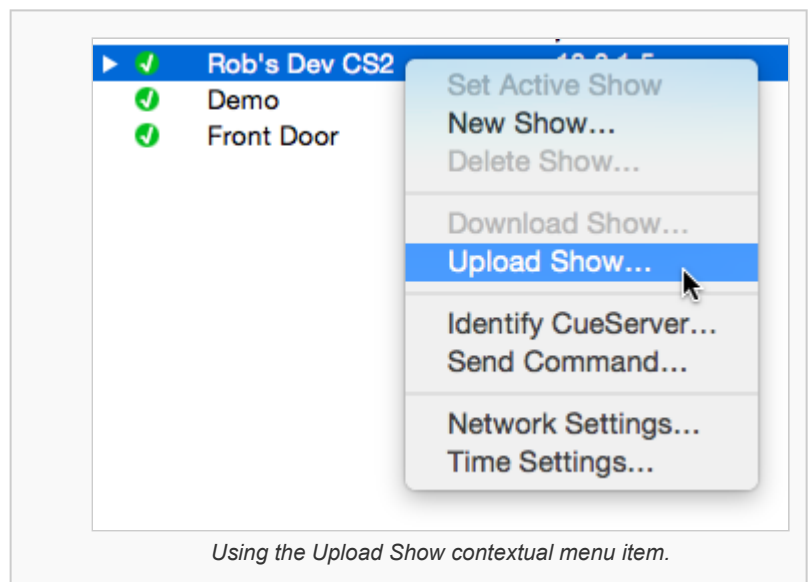 Rob's Dev CS2
Demo
Front Door
Set Active Show
New Show...
Delete Show...
Download Show...
Upload Show...
Identify CueServer...
Send Command...
Network Settings...
Time Settings...
Using the Upload Show contextual menu item.